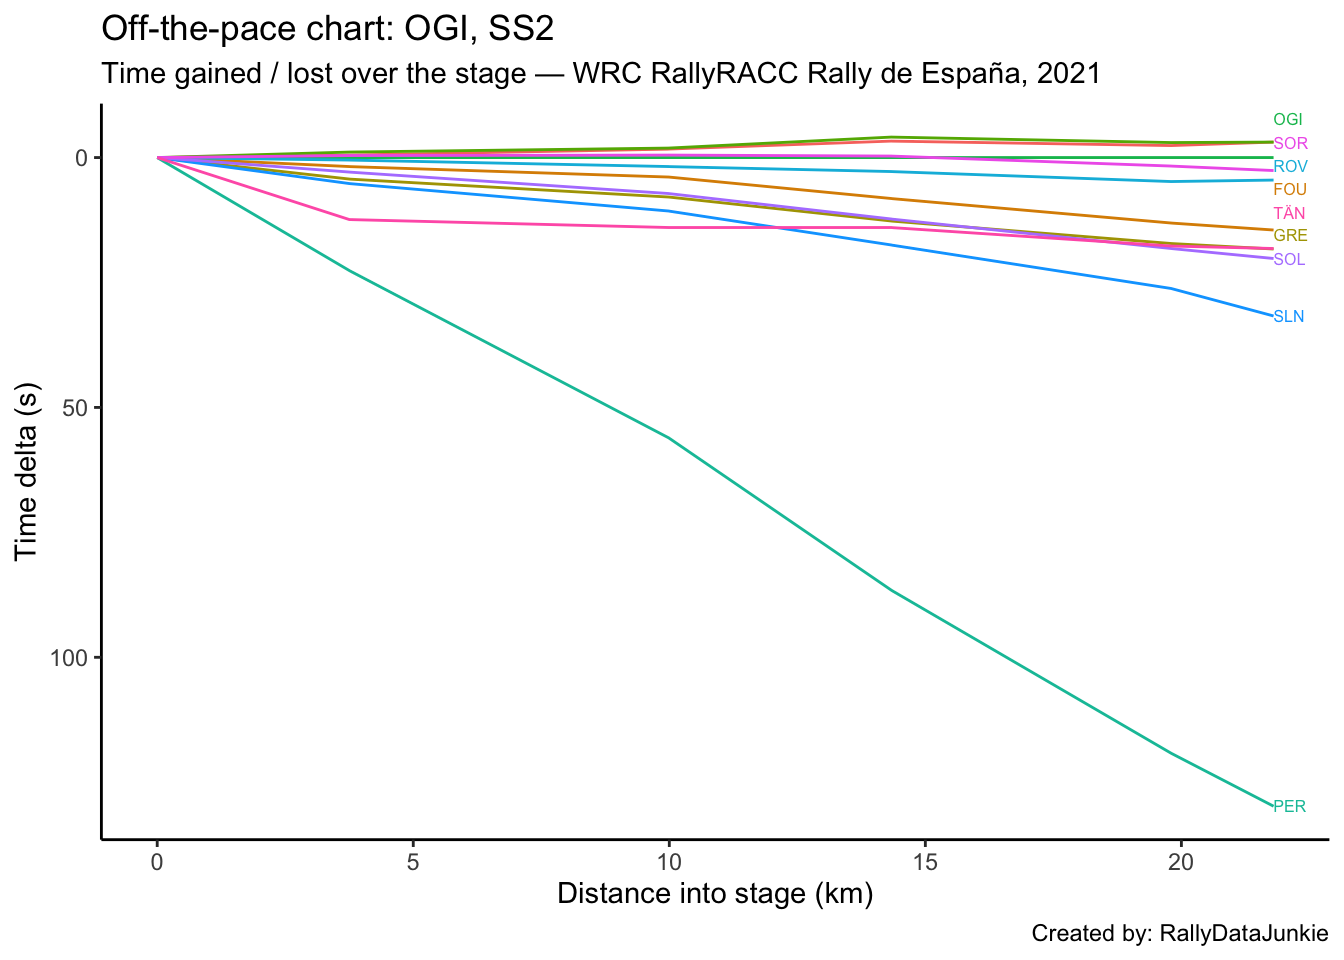 Off-the-pace chart: OGI, SS2
Time gained / lost over the stage — WRC RallyRACC Rally de España, 2021
OGI
SOR
ROV
FOU
TÄN
GRE
SOL
SLN
PER
0
50
100
Time delta (s)
0 5 10 15 20
Distance into stage (km)
Created by: RallyDataJunkie